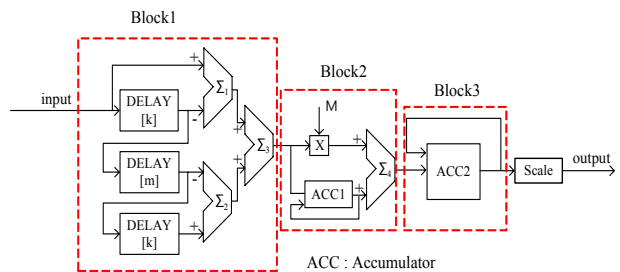 Block1
Block2
Block3
input
DELAY
[k]
+
-
Σ1
DELAY
[m]
-
Σ2
DELAY
[k]
+
+
+
Σ3
M
X
+
ACC1
+
Σ4
ACC2
Scale
output
ACC : Accumulator